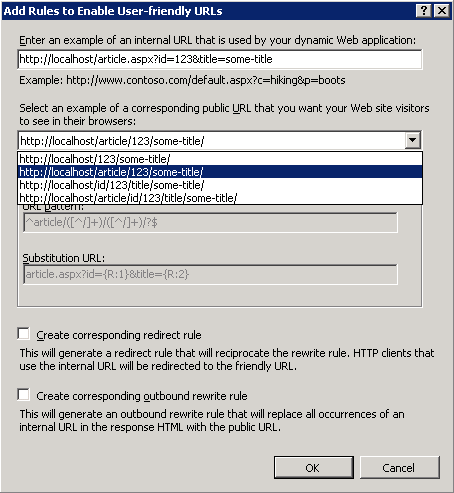 Add Rules to Enable User-friendly URLs
Enter an example of an internal URL that is used by your dynamic Web application:
http://localhost/article.aspx?id=123&title=some-title
Example: http://www.contoso.com/default.aspx?c=hiking&p=boots
Select an example of a corresponding public URL that you want your Web site visitors
to see in their browsers:
http://localhost/article/123/some-title/
http://localhost/123/some-title/
http://localhost/article/123/some-title/
http://localhost/id/123/title/some-title/
http://localhost/article/id/123/title/some-title/
URL Pattern:
^article/([^/]+)/([^/]+)/?$
Substitution URL:
article.aspx?id={R:1}&title={R:2}
Create corresponding redirect rule
This will generate a redirect rule that will reciprocate the rewrite rule. HTTP clients that
use the internal URL will be redirected to the friendly URL.
Create corresponding outbound rewrite rule
This will generate an outbound rewrite rule that will replace all occurrences of an
internal URL in the response HTML with the public URL.
OK Cancel